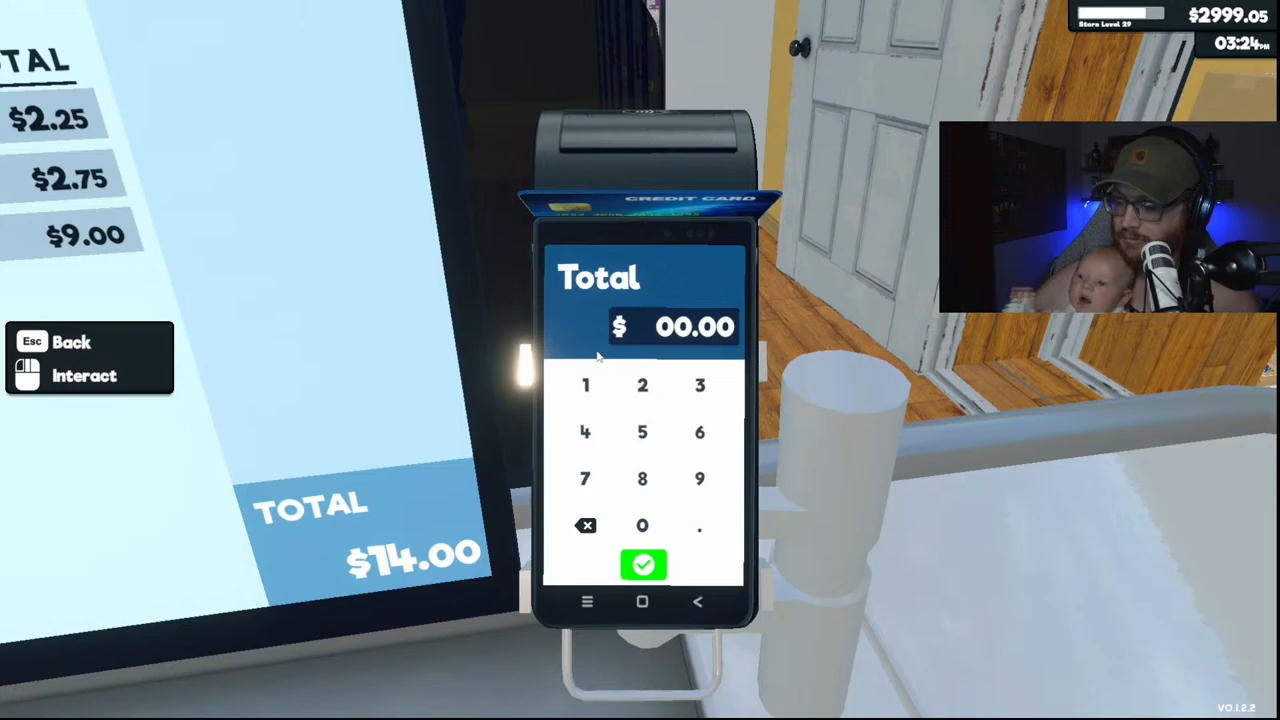 TAL
$2.25
$2.75
$9.00
Esc Back
Interact
TOTAL
$14.00
CREDIT CARD
Total
$ 00.00
1 2 3
4 5 6
7 8 9
0 .
Store Level 29
$2999.05
03:24PM
V0.1.2.2